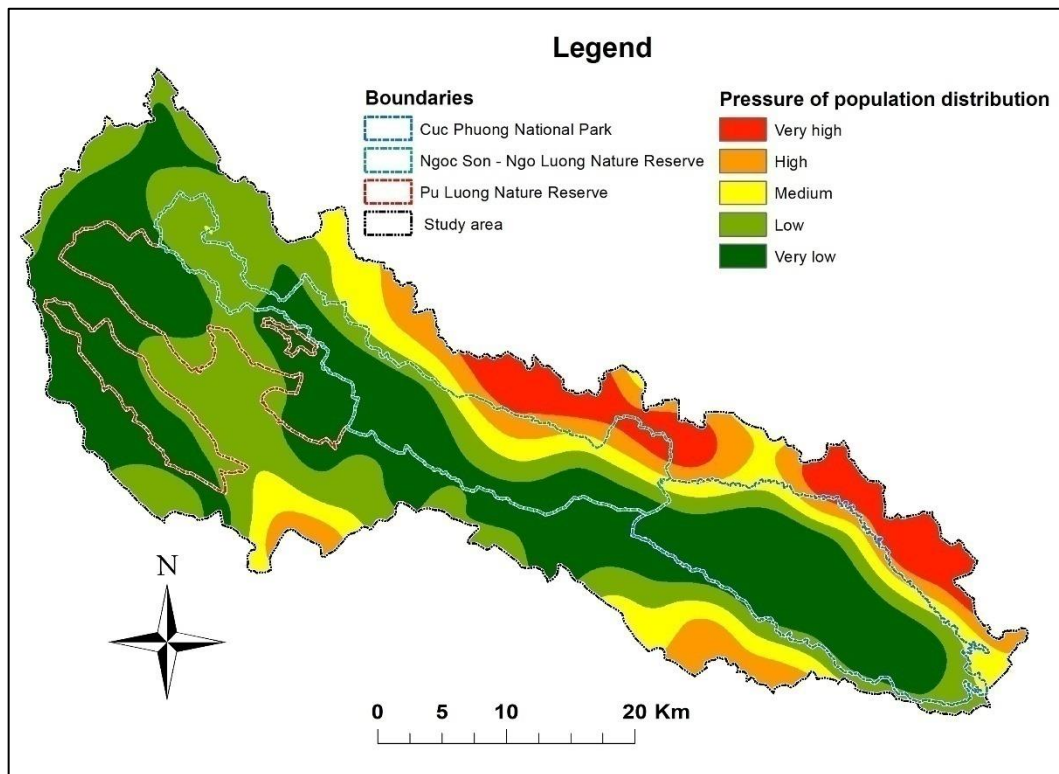 Legend
Boundaries
Cuc Phuong National Park
Ngoc Son - Ngo Luong Nature Reserve
Pu Luong Nature Reserve
Study area
Pressure of population distribution
Very high
High
Medium
Low
Very low
N
0 5 10 20 Km